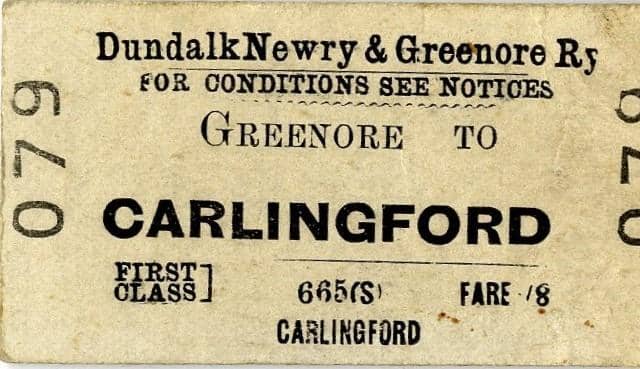 Dundalk Newry & Greenore Ry
FOR CONDITIONS SEE NOTICES
GREENORE TO
CARLINGFORD
FIRST CLASS]
665(S) FARE /8
CARLINGFORD
079
079